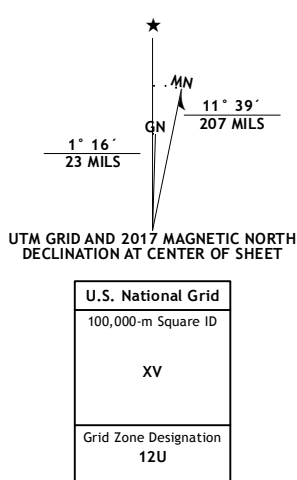 ★
MN
11° 39´
207 MILS
GN
1° 16´
23 MILS
UTM GRID AND 2017 MAGNETIC NORTH
DECLINATION AT CENTER OF SHEET
U.S. National Grid
100,000-m Square ID
XV
Grid Zone Designation
12U